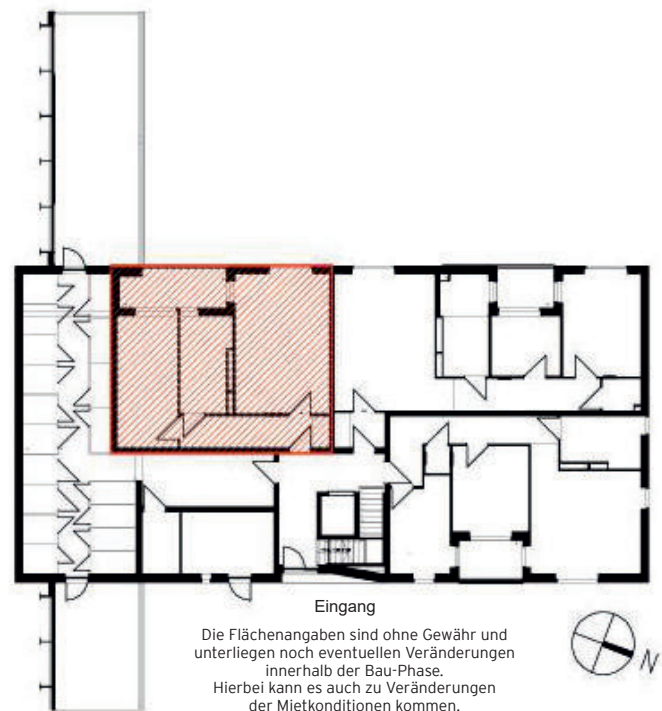 Eingang
Die Flächenangaben sind ohne Gewähr und
unterliegen noch eventuellen Veränderungen
innerhalb der Bau-Phase.
Hierbei kann es auch zu Veränderungen
der Mietkonditionen kommen.
N